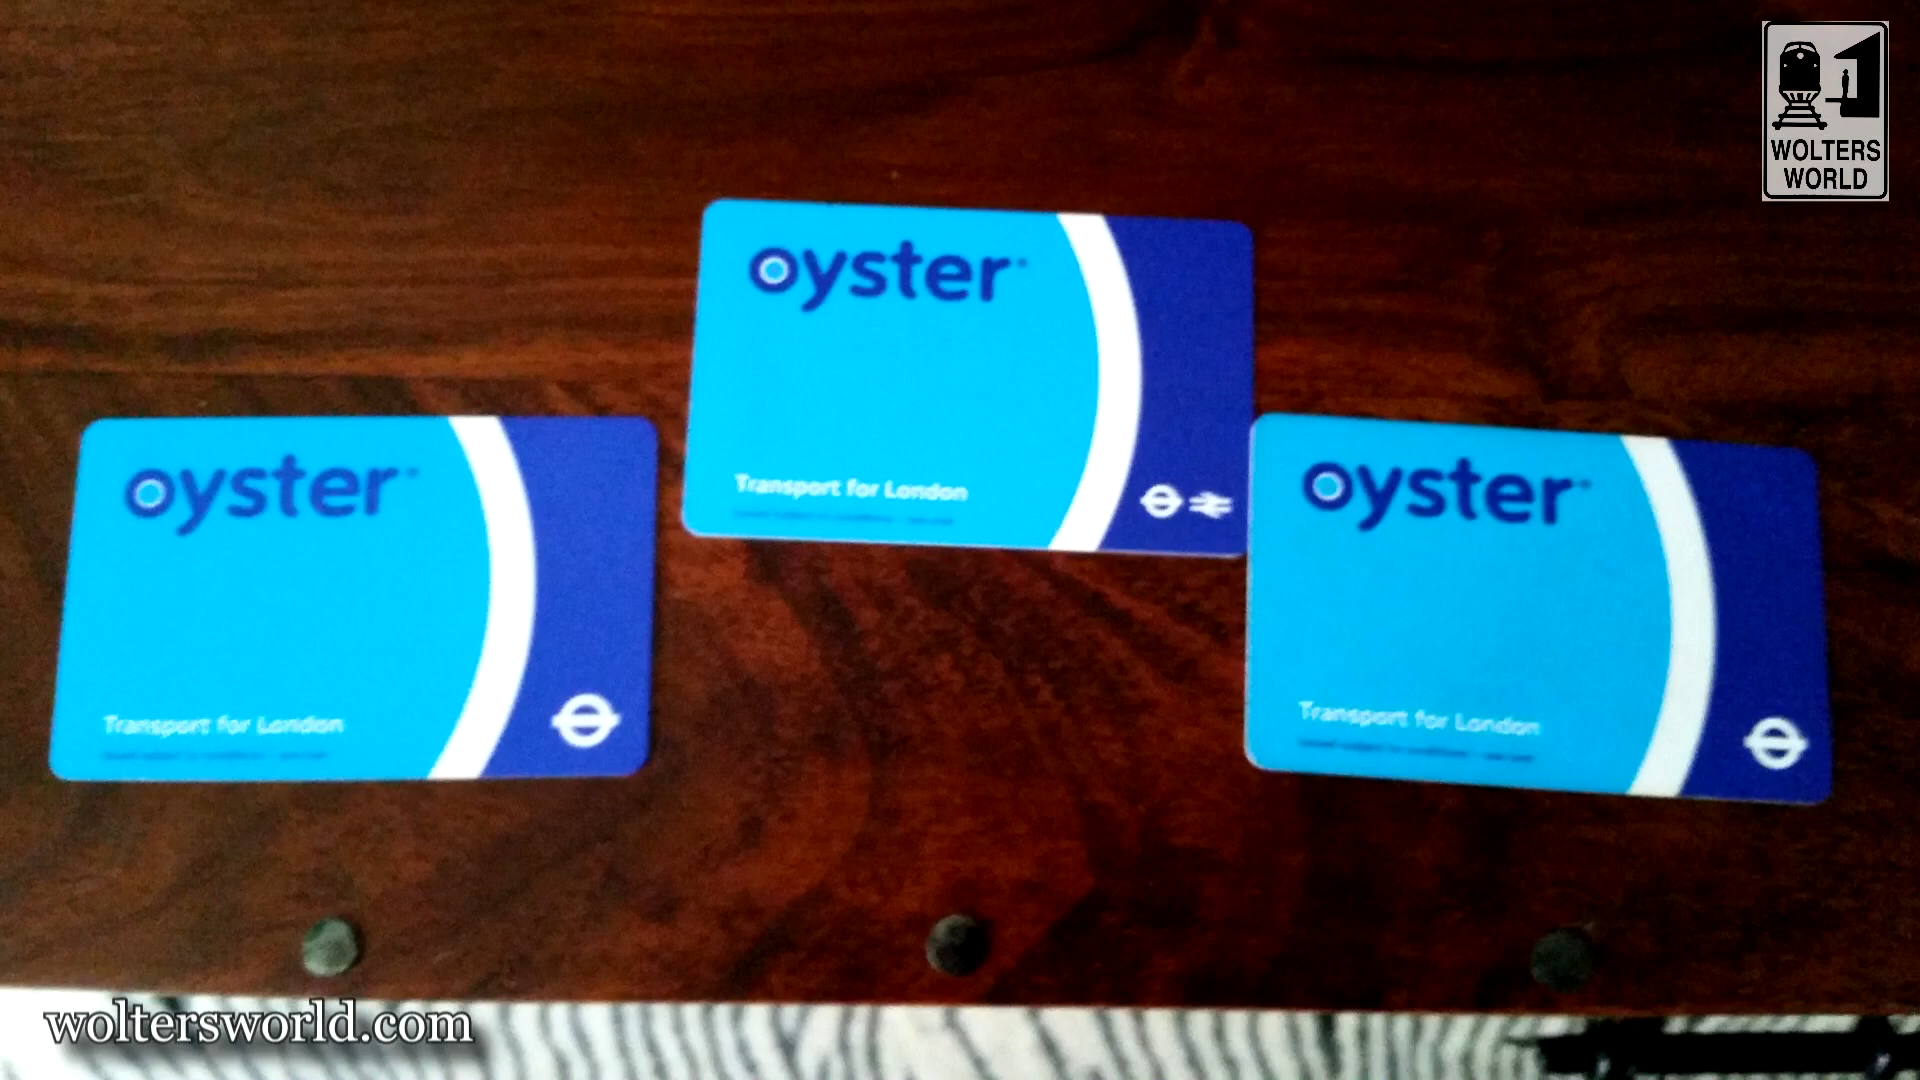 WOLTERS
WORLD
oyster
Transport for London
oyster
Transport for London
oyster
Transport for London
woltersworld.com